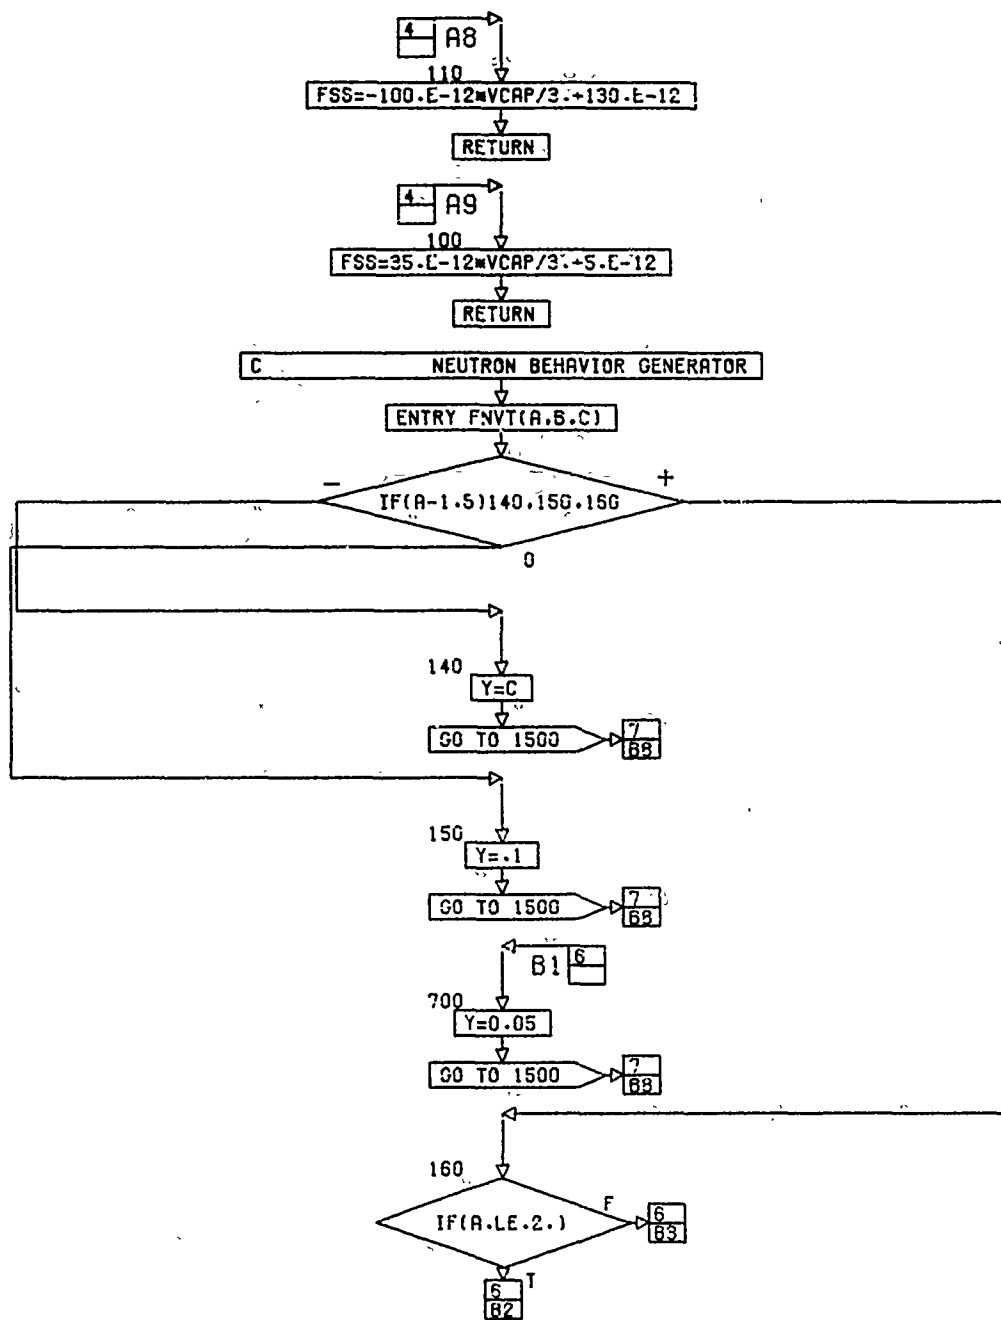 4 A8
110
FSS=-100.E-12*VCAP/3.+130.E-12
RETURN
4 A9
100
FSS=35.E-12*VCAP/3.+5.E-12
RETURN
C NEUTRON BEHAVIOR GENERATOR
ENTRY FNVT(A.B.C)
- +
IF(A-1.5)140.150.160
0
140
Y=C
GO TO 1500 7
B8
150
Y=.1
GO TO 1500 7
B8
B1 6
700
Y=0.05
GO TO 1500 7
B8
160
IF(A.LE.2.) F 6
B3
T
6
B2